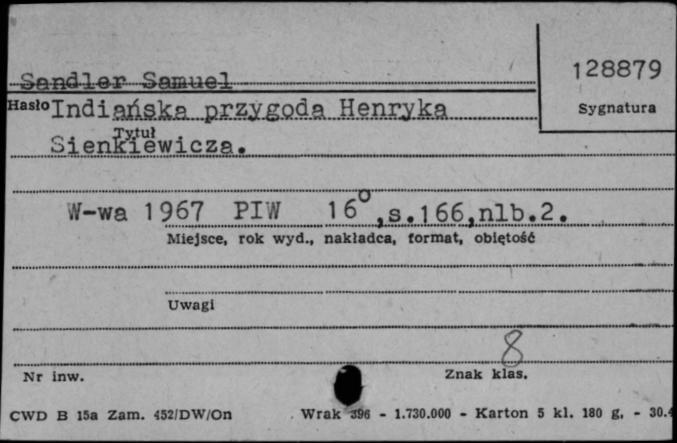 128879
Sygnatura
Sandler Samuel
Hasło Indiańska przygoda Henryka
Tytuł
Sienkiewicza.
W-wa 1967 PIW 16°,s.166,nlb.2.
Miejsce, rok wyd., nakładca, format, objętość
Uwagi
8
Nr inw. Znak klas.
CWD B 15a Zam. 452/DW/On Wrak 396 - 1.730.000 - Karton 5 kl. 180 g. - 30.4